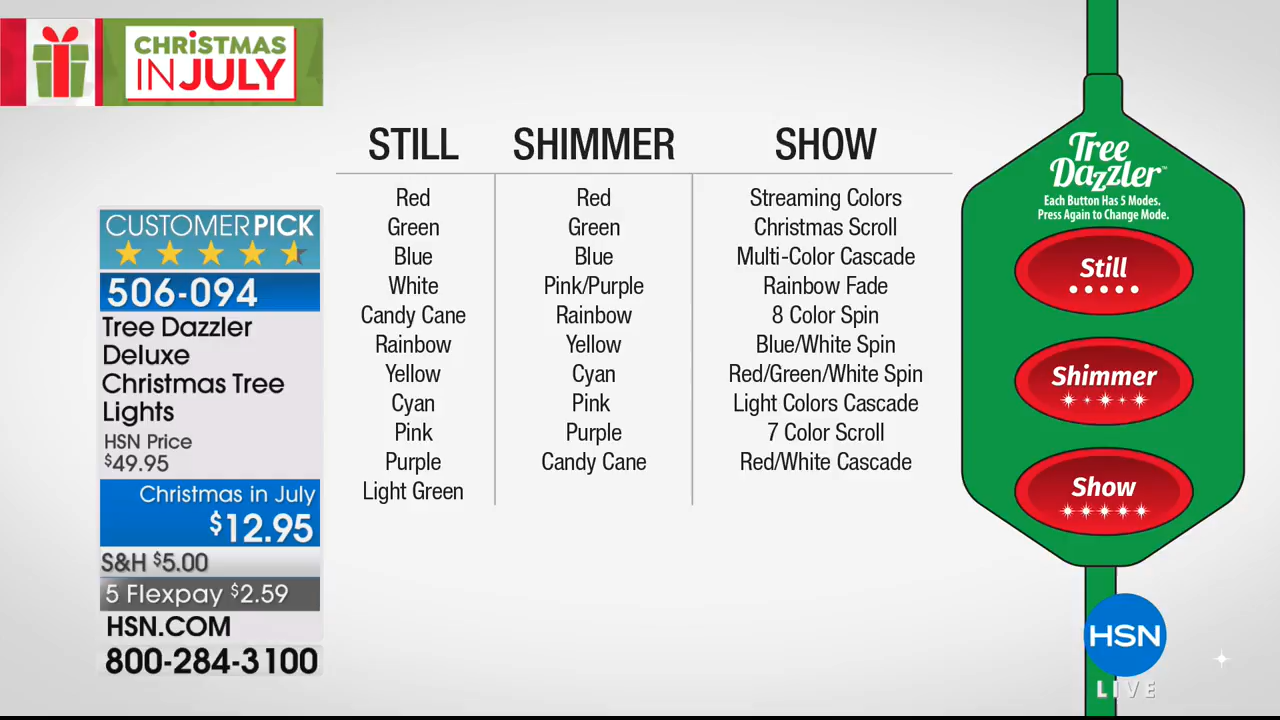 CHRiSTMAS
IN JULY
CUSTOMER PICK
506-094
Tree Dazzler
Deluxe
Christmas Tree
Lights
HSN Price
$49.95
Christmas in July
$12.95
S&H $5.00
5 Flexpay $2.59
HSN.COM
800-284-3100
STILL
Red
Green
Blue
White
Candy Cane
Rainbow
Yellow
Cyan
Pink
Purple
Light Green
SHIMMER
Red
Green
Blue
Pink/Purple
Rainbow
Yellow
Cyan
Pink
Purple
Candy Cane
SHOW
Streaming Colors
Christmas Scroll
Multi-Color Cascade
Rainbow Fade
8 Color Spin
Blue/White Spin
Red/Green/White Spin
Light Colors Cascade
7 Color Scroll
Red/White Cascade
Tree
Dazzler™
Each Button Has 5 Modes.
Press Again to Change Mode.
Still
Shimmer
Show
HSN
LIVE